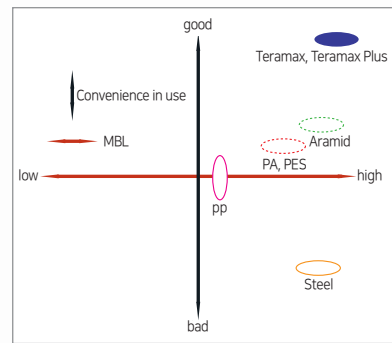 good
Teramax, Teramax Plus
Convenience in use
Aramid
MBL
PA, PES
low
high
pp
Steel
bad